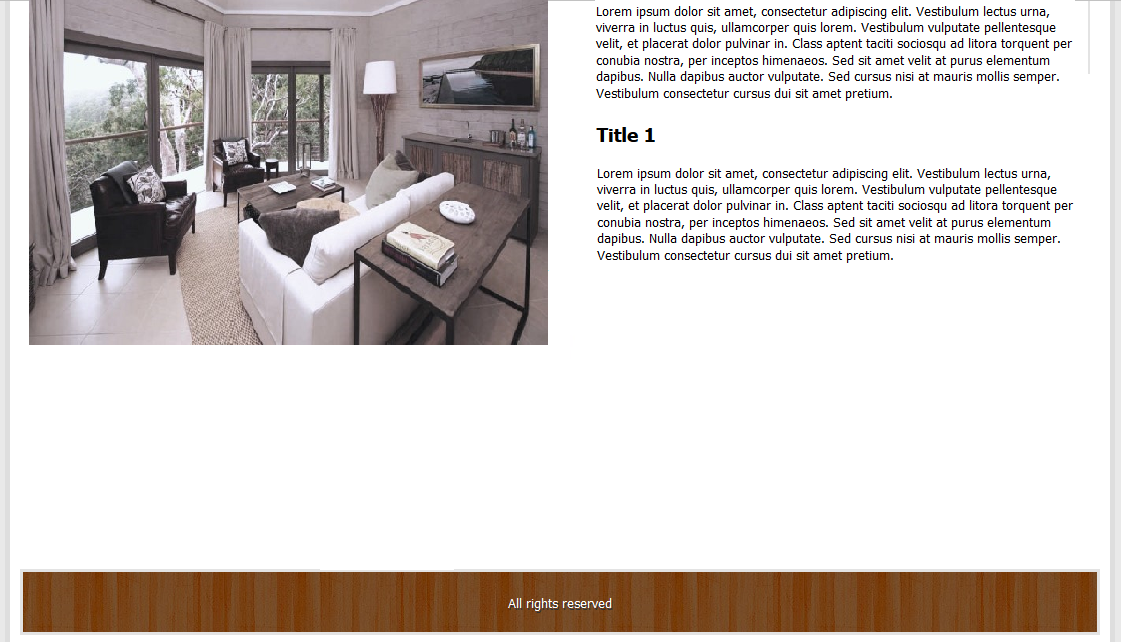 Lorem ipsum dolor sit amet, consectetur adipiscing elit. Vestibulum lectus urna,
viverra in luctus quis, ullamcorper quis lorem. Vestibulum vulputate pellentesque
velit, et placerat dolor pulvinar in. Class aptent taciti sociosqu ad litora torquent per
conubia nostra, per inceptos himenaeos. Sed sit amet velit at purus elementum
dapibus. Nulla dapibus auctor vulputate. Sed cursus nisi at mauris mollis semper.
Vestibulum consectetur cursus dui sit amet pretium.
Title 1
Lorem ipsum dolor sit amet, consectetur adipiscing elit. Vestibulum lectus urna,
viverra in luctus quis, ullamcorper quis lorem. Vestibulum vulputate pellentesque
velit, et placerat dolor pulvinar in. Class aptent taciti sociosqu ad litora torquent per
conubia nostra, per inceptos himenaeos. Sed sit amet velit at purus elementum
dapibus. Nulla dapibus auctor vulputate. Sed cursus nisi at mauris mollis semper.
Vestibulum consectetur cursus dui sit amet pretium.
All rights reserved